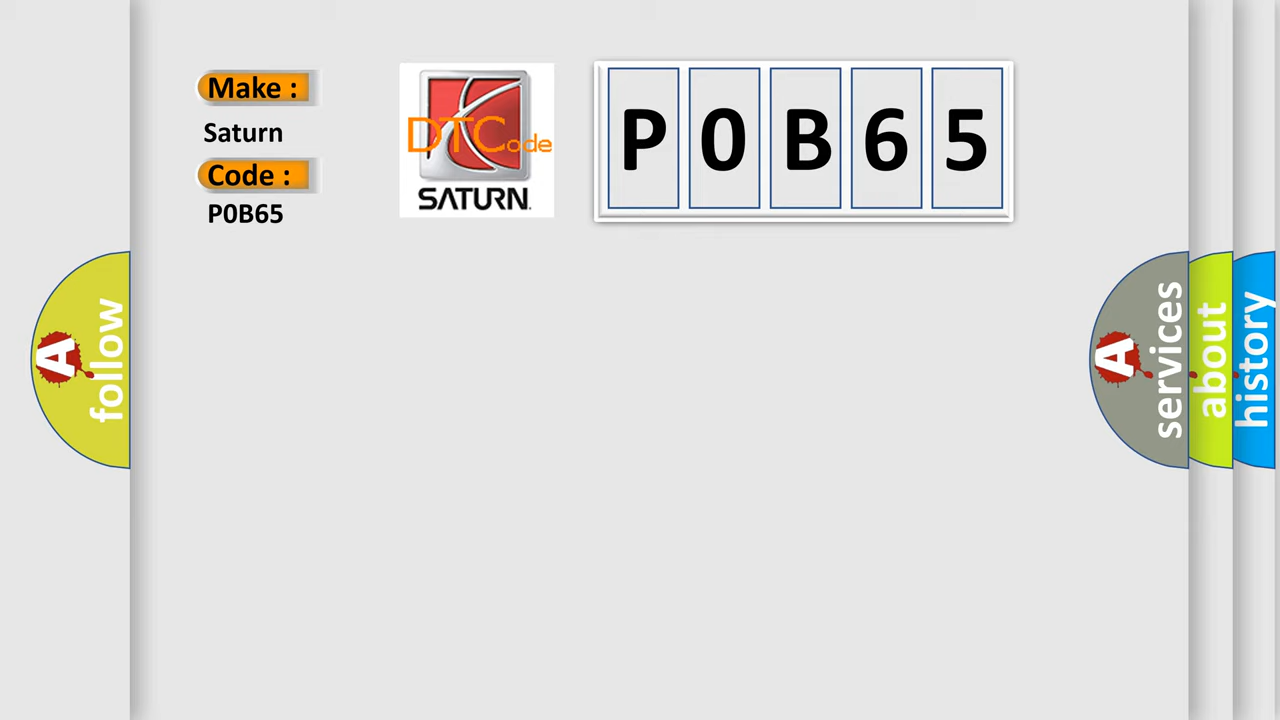 Make :
Saturn
Code :
P0B65
DTCode
SATURN.
P 0 B 6 5
A follow
A services
about
history